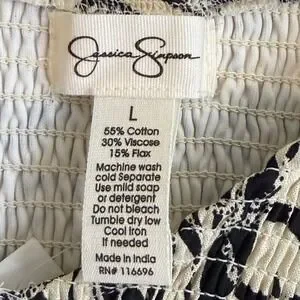 Jessica Simpson
L
55% Cotton
30% Viscose
15% Flax
Machine wash
cold Separate
Use mild soap
or detergent
Do not bleach
Tumble dry low
Cool Iron
If needed
Made in India
RN# 116696